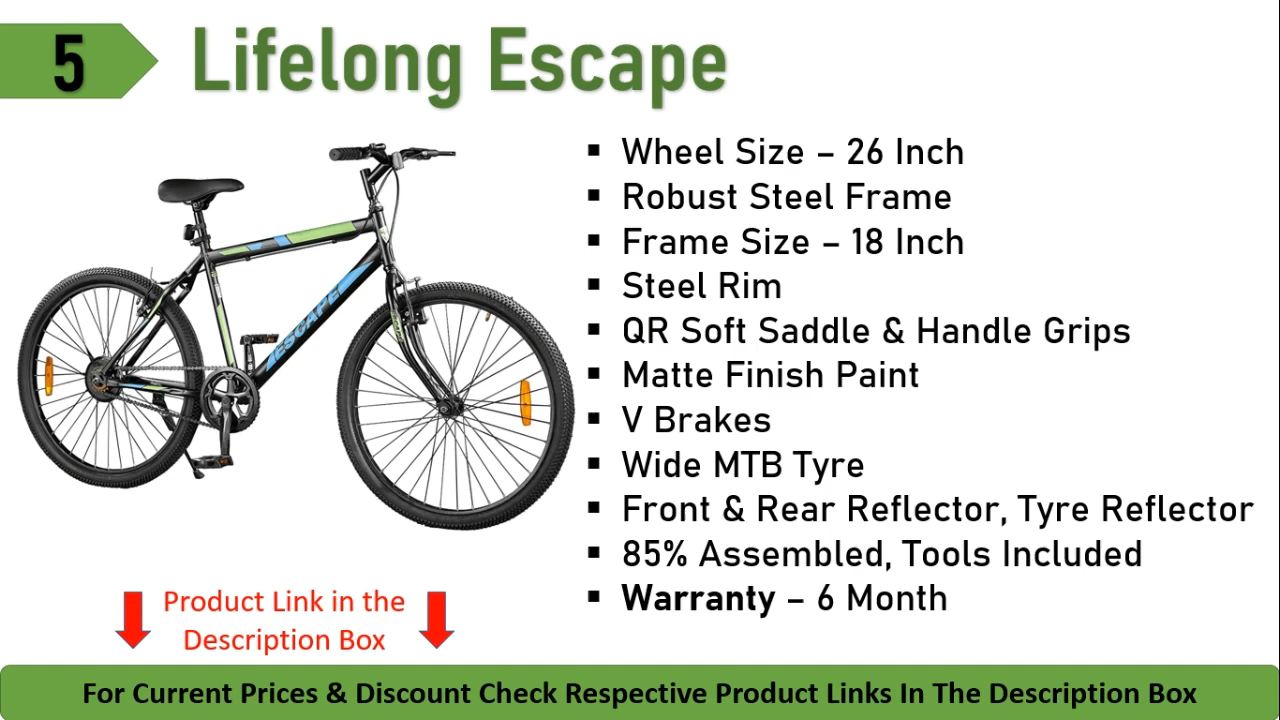 5
Lifelong Escape
▪ Wheel Size – 26 Inch
▪ Robust Steel Frame
▪ Frame Size – 18 Inch
▪ Steel Rim
▪ QR Soft Saddle & Handle Grips
▪ Matte Finish Paint
▪ V Brakes
▪ Wide MTB Tyre
▪ Front & Rear Reflector, Tyre Reflector
▪ 85% Assembled, Tools Included
▪ Warranty – 6 Month
ESCAPE
Product Link in the
Description Box
For Current Prices & Discount Check Respective Product Links In The Description Box